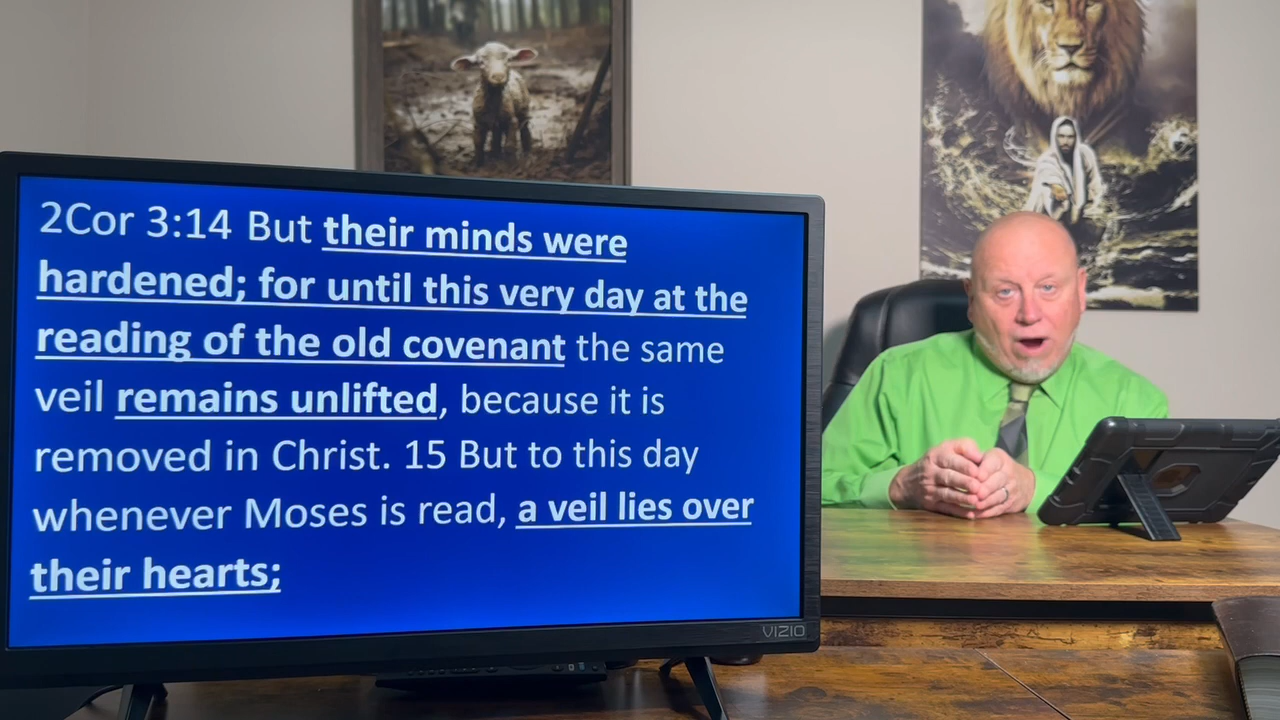 2Cor 3:14 But their minds were
hardened; for until this very day at the
reading of the old covenant the same
veil remains unlifted, because it is
removed in Christ. 15 But to this day
whenever Moses is read, a veil lies over
their hearts;
VIZIO